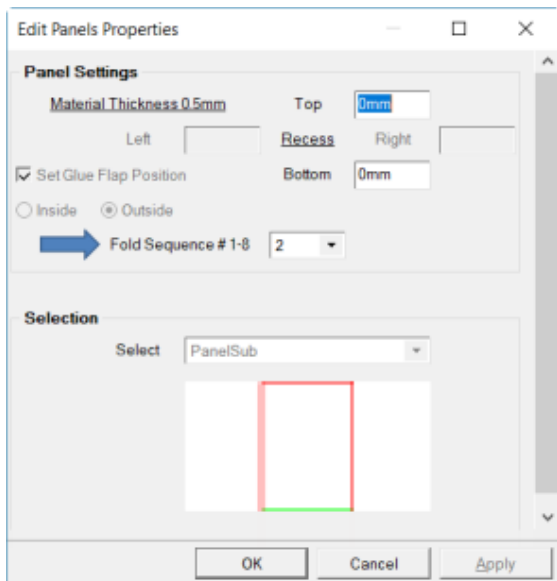 Edit Panels Properties
Panel Settings
Material Thickness 0.5mm Top 0mm
Left Recess Right
Set Glue Flap Position Bottom 0mm
Inside Outside
Fold Sequence # 1-8 2
Selection
Select PanelSub
OK Cancel Apply